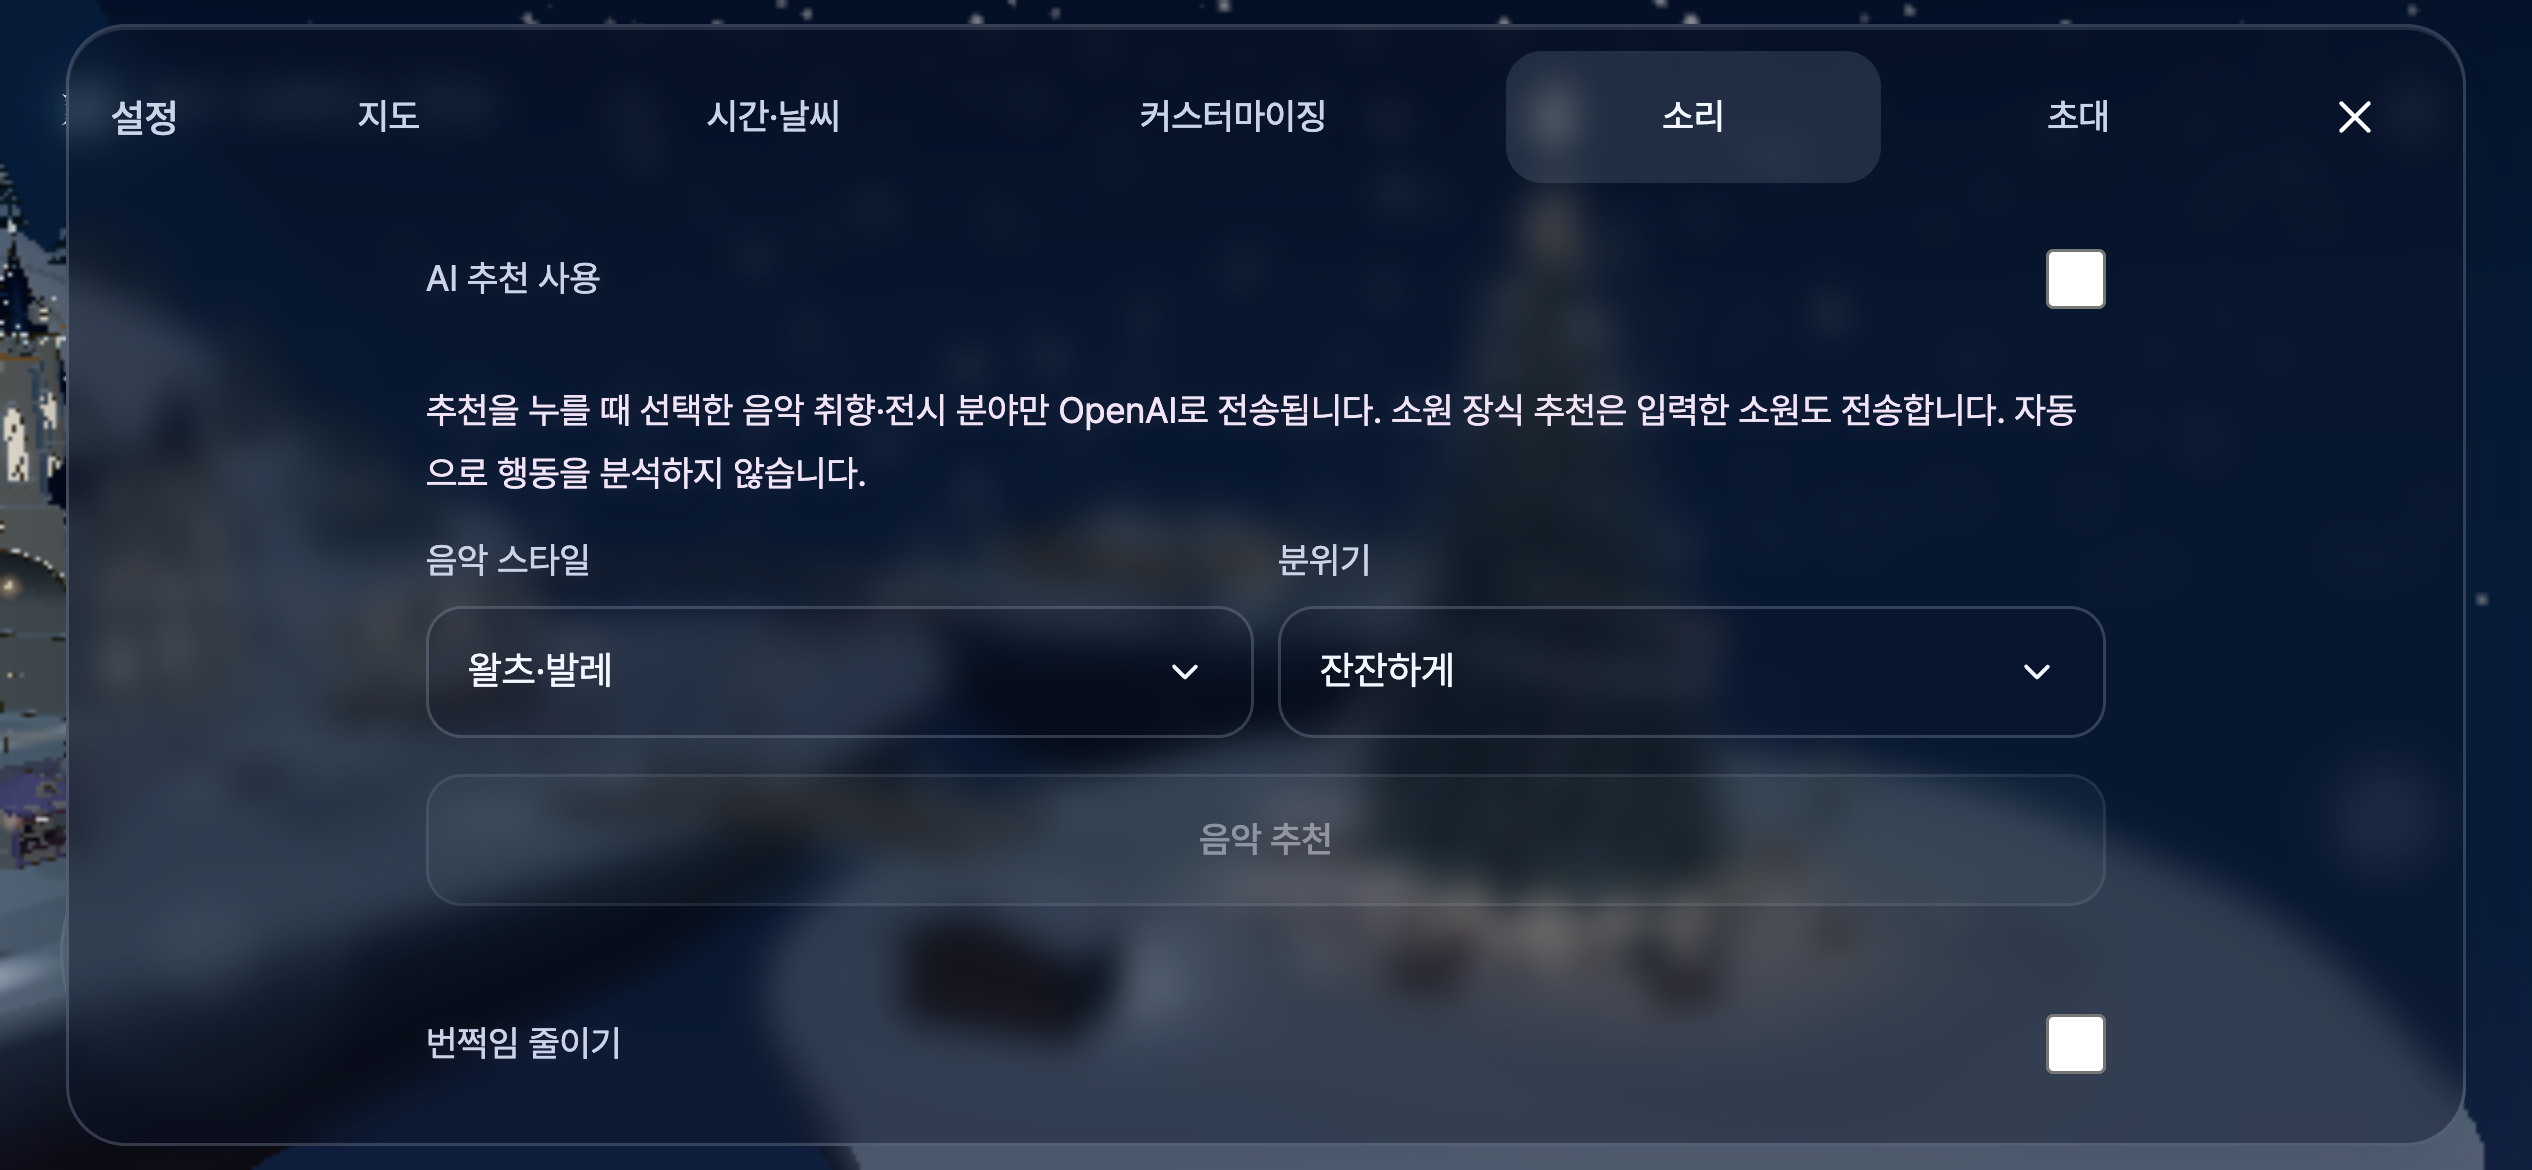 설정 지도 시간·날씨 커스터마이징 소리 초대
AI 추천 사용
추천을 누를 때 선택한 음악 취향·전시 분야만 OpenAI로 전송됩니다. 소원 장식 추천은 입력한 소원도 전송합니다. 자동
으로 행동을 분석하지 않습니다.
음악 스타일 분위기
왈츠·발레 잔잔하게
음악 추천
번쩍임 줄이기